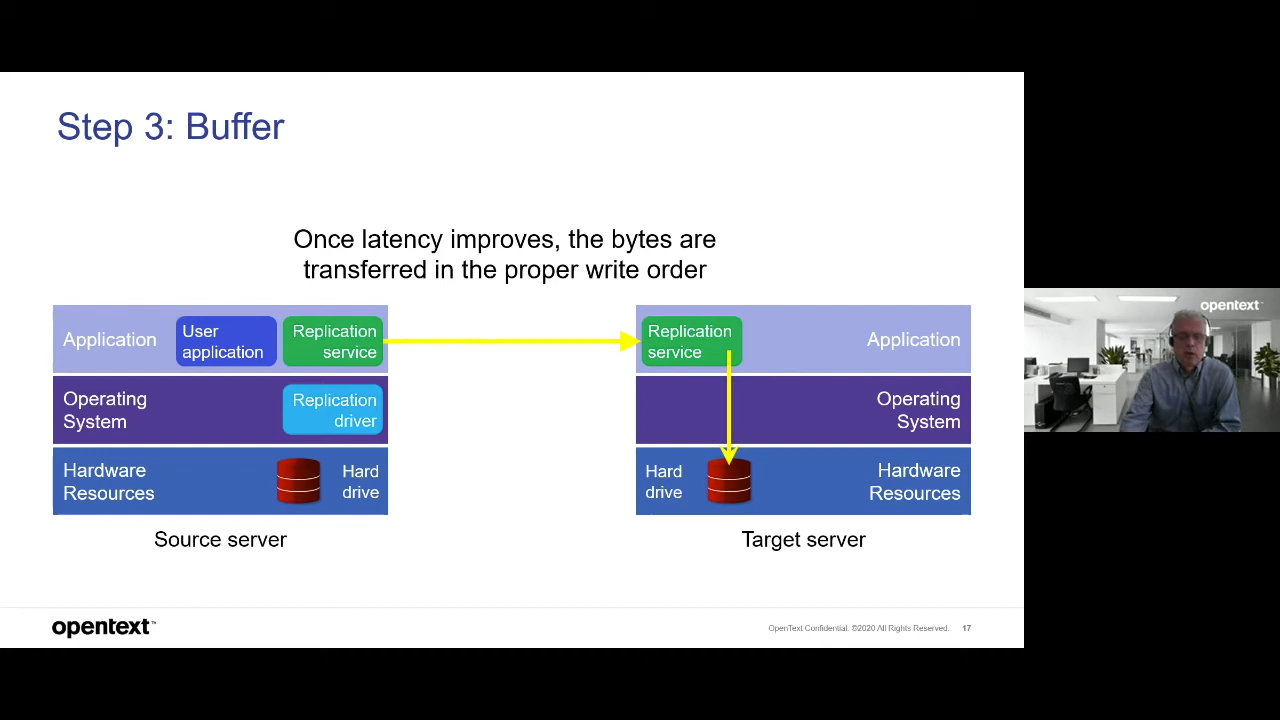 Step 3: Buffer
Once latency improves, the bytes are
transferred in the proper write order
Application
User
application
Replication
service
Operating
System
Replication
driver
Hardware
Resources
Hard
drive
Source server
Replication
service
Application
Operating
System
Hard
drive
Hardware
Resources
Target server
opentext™
OpenText Confidential. ©2020 All Rights Reserved. 17
opentext™